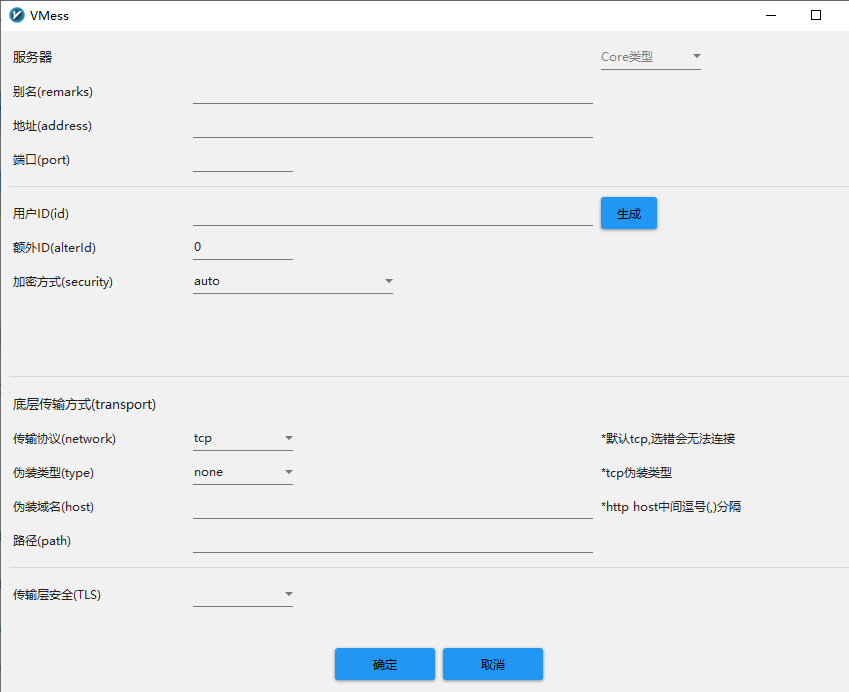 VMess
服务器 Core类型
别名(remarks)
地址(address)
端口(port)
用户ID(id) 生成
额外ID(alterId) 0
加密方式(security) auto
底层传输方式(transport)
传输协议(network) tcp *默认tcp,选错会无法连接
伪装类型(type) none *tcp伪装类型
伪装域名(host) *http host中间逗号(,)分隔
路径(path)
传输层安全(TLS)
确定 取消